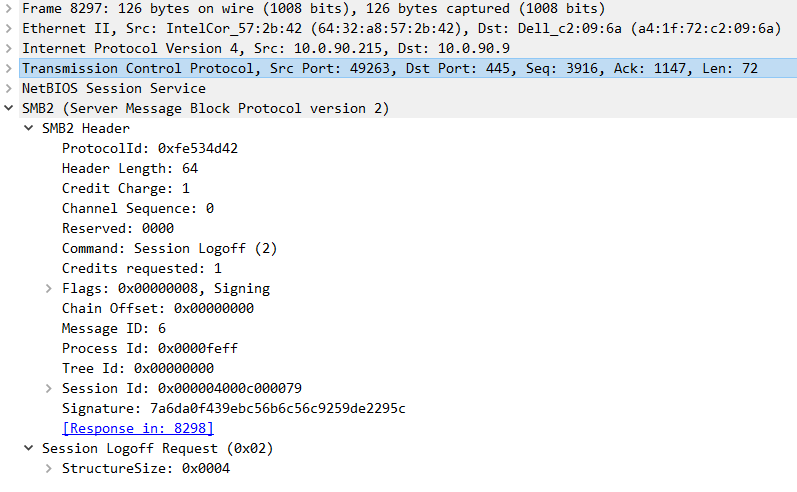 Frame 8297: 126 bytes on wire (1008 bits), 126 bytes captured (1008 bits)
Ethernet II, Src: IntelCor_57:2b:42 (64:32:a8:57:2b:42), Dst: Dell_c2:09:6a (a4:1f:72:c2:09:6a)
Internet Protocol Version 4, Src: 10.0.90.215, Dst: 10.0.90.9
Transmission Control Protocol, Src Port: 49263, Dst Port: 445, Seq: 3916, Ack: 1147, Len: 72
NetBIOS Session Service
SMB2 (Server Message Block Protocol version 2)
SMB2 Header
ProtocolId: 0xfe534d42
Header Length: 64
Credit Charge: 1
Channel Sequence: 0
Reserved: 0000
Command: Session Logoff (2)
Credits requested: 1
Flags: 0x00000008, Signing
Chain Offset: 0x00000000
Message ID: 6
Process Id: 0x0000feff
Tree Id: 0x00000000
Session Id: 0x000004000c000079
Signature: 7a6da0f439ebc56b6c56c9259de2295c
[Response in: 8298]
Session Logoff Request (0x02)
StructureSize: 0x0004